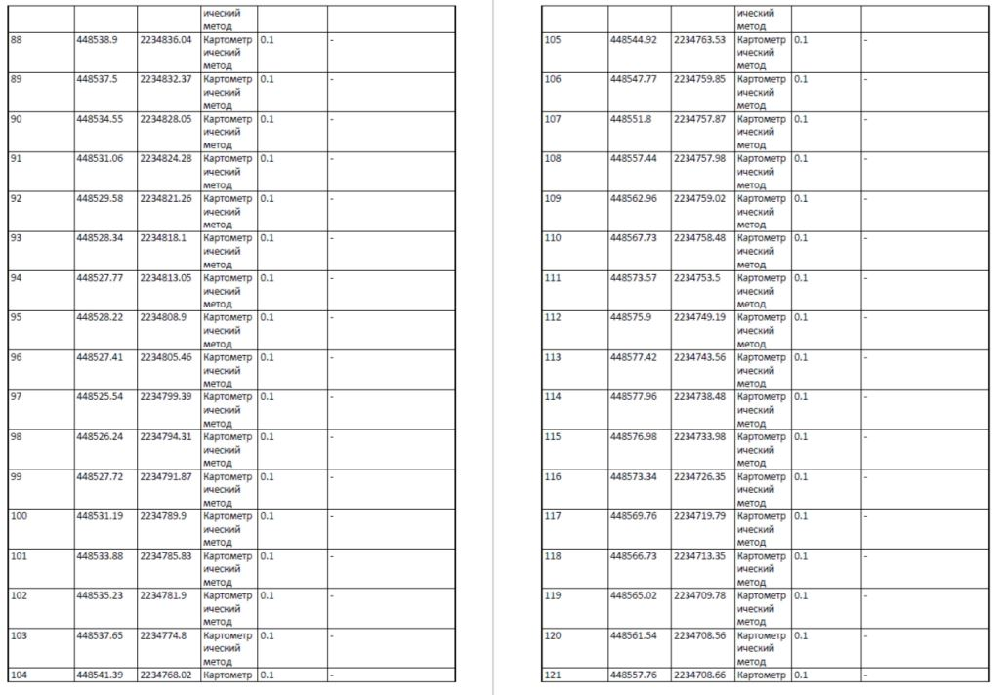 ический
метод
88 448538.9 2234836.04 Картометр 0.1 -
ический
метод
89 448537.5 2234832.37 Картометр 0.1 -
ический
метод
90 448534.55 2234828.05 Картометр 0.1 -
ический
метод
91 448531.06 2234824.28 Картометр 0.1 -
ический
метод
92 448529.58 2234821.26 Картометр 0.1 -
ический
метод
93 448528.34 2234818.1 Картометр 0.1 -
ический
метод
94 448527.77 2234813.05 Картометр 0.1 -
ический
метод
95 448528.22 2234808.9 Картометр 0.1 -
ический
метод
96 448527.41 2234805.46 Картометр 0.1 -
ический
метод
97 448525.54 2234799.39 Картометр 0.1 -
ический
метод
98 448526.24 2234794.31 Картометр 0.1 -
ический
метод
99 448527.72 2234791.87 Картометр 0.1 -
ический
метод
100 448531.19 2234789.9 Картометр 0.1 -
ический
метод
101 448533.88 2234785.83 Картометр 0.1 -
ический
метод
102 448535.23 2234781.9 Картометр 0.1 -
ический
метод
103 448537.65 2234774.8 Картометр 0.1 -
ический
метод
104 448541.39 2234768.02 Картометр 0.1 -
ический
метод
105 448544.92 2234763.53 Картометр 0.1 -
ический
метод
106 448547.77 2234759.85 Картометр 0.1 -
ический
метод
107 448551.8 2234757.87 Картометр 0.1 -
ический
метод
108 448557.44 2234757.98 Картометр 0.1 -
ический
метод
109 448562.96 2234759.02 Картометр 0.1 -
ический
метод
110 448567.73 2234758.48 Картометр 0.1 -
ический
метод
111 448573.57 2234753.5 Картометр 0.1 -
ический
метод
112 448575.9 2234749.19 Картометр 0.1 -
ический
метод
113 448577.42 2234743.56 Картометр 0.1 -
ический
метод
114 448577.96 2234738.48 Картометр 0.1 -
ический
метод
115 448576.98 2234733.98 Картометр 0.1 -
ический
метод
116 448573.34 2234726.35 Картометр 0.1 -
ический
метод
117 448569.76 2234719.79 Картометр 0.1 -
ический
метод
118 448566.73 2234713.35 Картометр 0.1 -
ический
метод
119 448565.02 2234709.78 Картометр 0.1 -
ический
метод
120 448561.54 2234708.56 Картометр 0.1 -
ический
метод
121 448557.76 2234708.66 Картометр 0.1 -